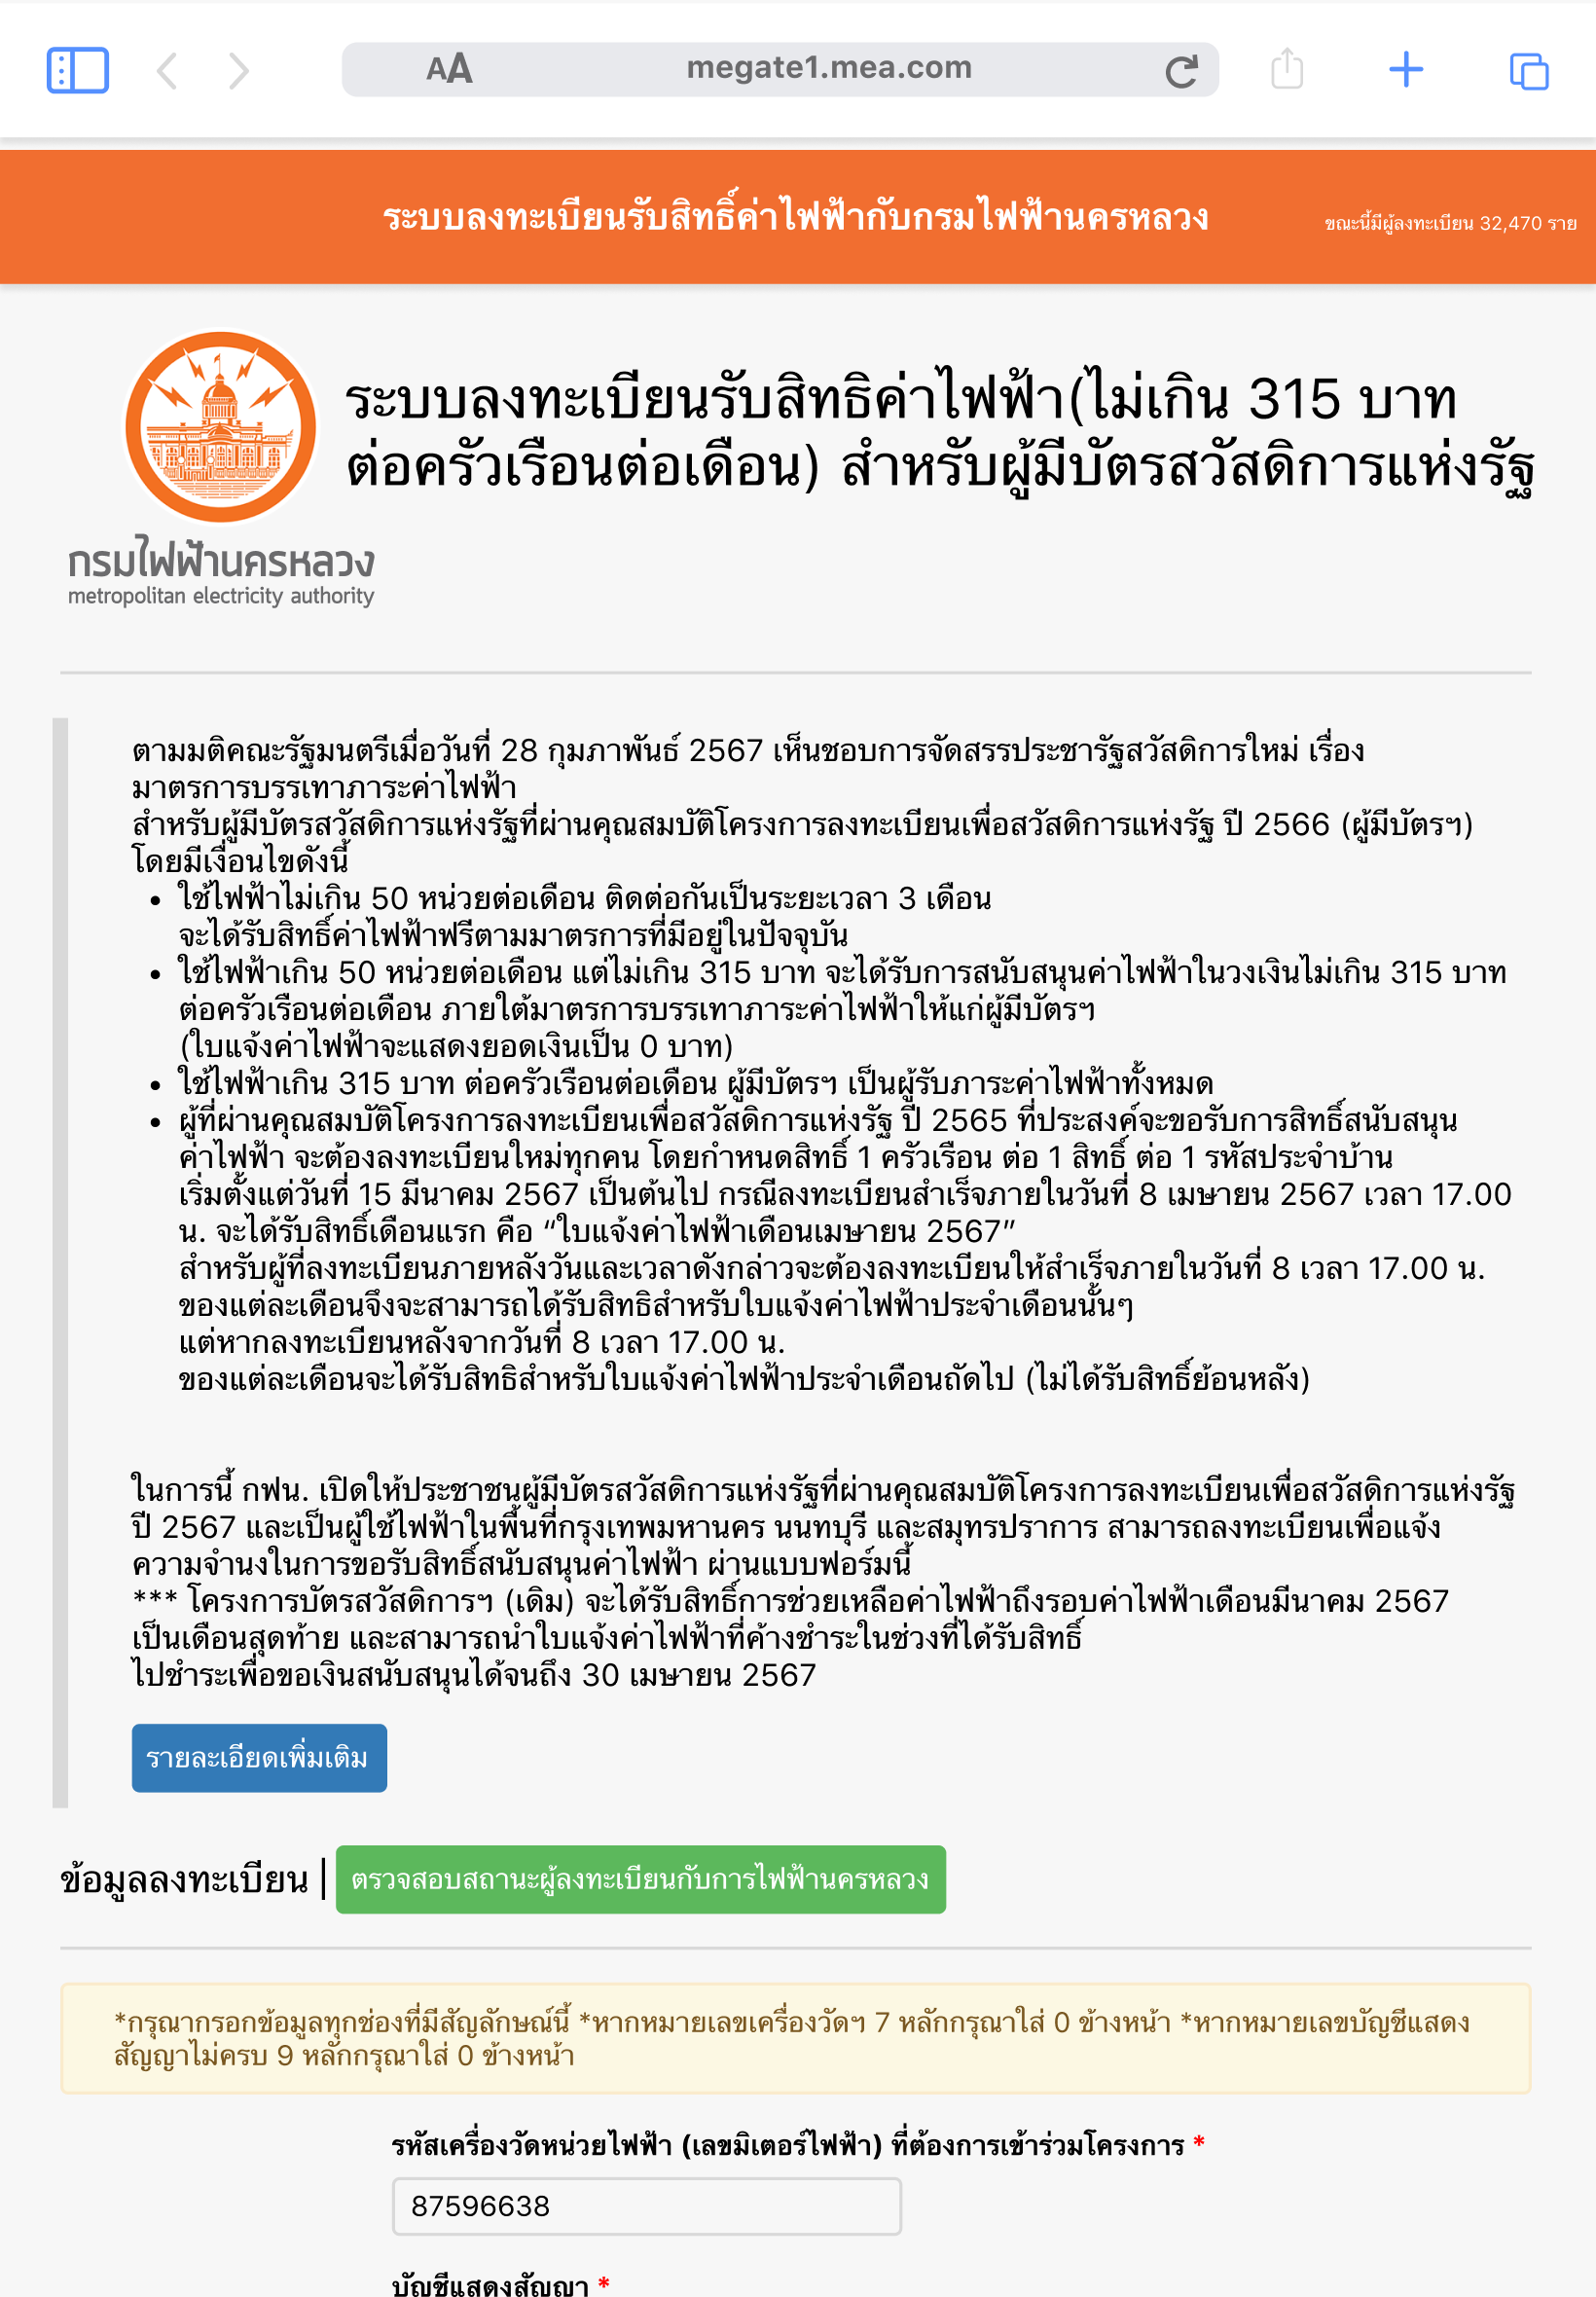 AA megate1.mea.com
ระบบลงทะเบียนรับสิทธิ์ค่าไฟฟ้ากับกรมไฟฟ้านครหลวง
ขณะนี้มีผู้ลงทะเบียน 32,470 ราย
ระบบลงทะเบียนรับสิทธิค่าไฟฟ้า(ไม่เกิน 315 บาท
ต่อครัวเรือนต่อเดือน) สำหรับผู้มีบัตรสวัสดิการแห่งรัฐ
กรมไฟฟ้านครหลวง
metropolitan electricity authority
ตามมติคณะรัฐมนตรีเมื่อวันที่ 28 กุมภาพันธ์ 2567 เห็นชอบการจัดสรรประชารัฐสวัสดิการใหม่ เรื่อง
มาตรการบรรเทาภาระค่าไฟฟ้า
สำหรับผู้มีบัตรสวัสดิการแห่งรัฐที่ผ่านคุณสมบัติโครงการลงทะเบียนเพื่อสวัสดิการแห่งรัฐ ปี 2566 (ผู้มีบัตรฯ)
โดยมีเงื่อนไขดังนี้
• ใช้ไฟฟ้าไม่เกิน 50 หน่วยต่อเดือน ติดต่อกันเป็นระยะเวลา 3 เดือน
จะได้รับสิทธิ์ค่าไฟฟ้าฟรีตามมาตรการที่มีอยู่ในปัจจุบัน
• ใช้ไฟฟ้าเกิน 50 หน่วยต่อเดือน แต่ไม่เกิน 315 บาท จะได้รับการสนับสนุนค่าไฟฟ้าในวงเงินไม่เกิน 315 บาท
ต่อครัวเรือนต่อเดือน ภายใต้มาตรการบรรเทาภาระค่าไฟฟ้าให้แก่ผู้มีบัตรฯ
(ใบแจ้งค่าไฟฟ้าจะแสดงยอดเงินเป็น 0 บาท)
• ใช้ไฟฟ้าเกิน 315 บาท ต่อครัวเรือนต่อเดือน ผู้มีบัตรฯ เป็นผู้รับภาระค่าไฟฟ้าทั้งหมด
• ผู้ที่ผ่านคุณสมบัติโครงการลงทะเบียนเพื่อสวัสดิการแห่งรัฐ ปี 2565 ที่ประสงค์จะขอรับการสิทธิ์สนับสนุน
ค่าไฟฟ้า จะต้องลงทะเบียนใหม่ทุกคน โดยกำหนดสิทธิ์ 1 ครัวเรือน ต่อ 1 สิทธิ์ ต่อ 1 รหัสประจำบ้าน
เริ่มตั้งแต่วันที่ 15 มีนาคม 2567 เป็นต้นไป กรณีลงทะเบียนสำเร็จภายในวันที่ 8 เมษายน 2567 เวลา 17.00
น. จะได้รับสิทธิ์เดือนแรก คือ “ใบแจ้งค่าไฟฟ้าเดือนเมษายน 2567”
สำหรับผู้ที่ลงทะเบียนภายหลังวันและเวลาดังกล่าวจะต้องลงทะเบียนให้สำเร็จภายในวันที่ 8 เวลา 17.00 น.
ของแต่ละเดือนจึงจะสามารถได้รับสิทธิสำหรับใบแจ้งค่าไฟฟ้าประจำเดือนนั้นๆ
แต่หากลงทะเบียนหลังจากวันที่ 8 เวลา 17.00 น.
ของแต่ละเดือนจะได้รับสิทธิสำหรับใบแจ้งค่าไฟฟ้าประจำเดือนถัดไป (ไม่ได้รับสิทธิ์ย้อนหลัง)
ในการนี้ กฟน. เปิดให้ประชาชนผู้มีบัตรสวัสดิการแห่งรัฐที่ผ่านคุณสมบัติโครงการลงทะเบียนเพื่อสวัสดิการแห่งรัฐ
ปี 2567 และเป็นผู้ใช้ไฟฟ้าในพื้นที่กรุงเทพมหานคร นนทบุรี และสมุทรปราการ สามารถลงทะเบียนเพื่อแจ้ง
ความจำนงในการขอรับสิทธิ์สนับสนุนค่าไฟฟ้า ผ่านแบบฟอร์มนี้
*** โครงการบัตรสวัสดิการฯ (เดิม) จะได้รับสิทธิ์การช่วยเหลือค่าไฟฟ้าถึงรอบค่าไฟฟ้าเดือนมีนาคม 2567
เป็นเดือนสุดท้าย และสามารถนำใบแจ้งค่าไฟฟ้าที่ค้างชำระในช่วงที่ได้รับสิทธิ์
ไปชำระเพื่อขอเงินสนับสนุนได้จนถึง 30 เมษายน 2567
รายละเอียดเพิ่มเติม
ข้อมูลลงทะเบียน | ตรวจสอบสถานะผู้ลงทะเบียนกับการไฟฟ้านครหลวง
*กรุณากรอกข้อมูลทุกช่องที่มีสัญลักษณ์นี้ *หากหมายเลขเครื่องวัดฯ 7 หลักกรุณาใส่ 0 ข้างหน้า *หากหมายเลขบัญชีแสดง
สัญญาไม่ครบ 9 หลักกรุณาใส่ 0 ข้างหน้า
รหัสเครื่องวัดหน่วยไฟฟ้า (เลขมิเตอร์ไฟฟ้า) ที่ต้องการเข้าร่วมโครงการ *
87596638
บัญชีแสดงสัญญา *